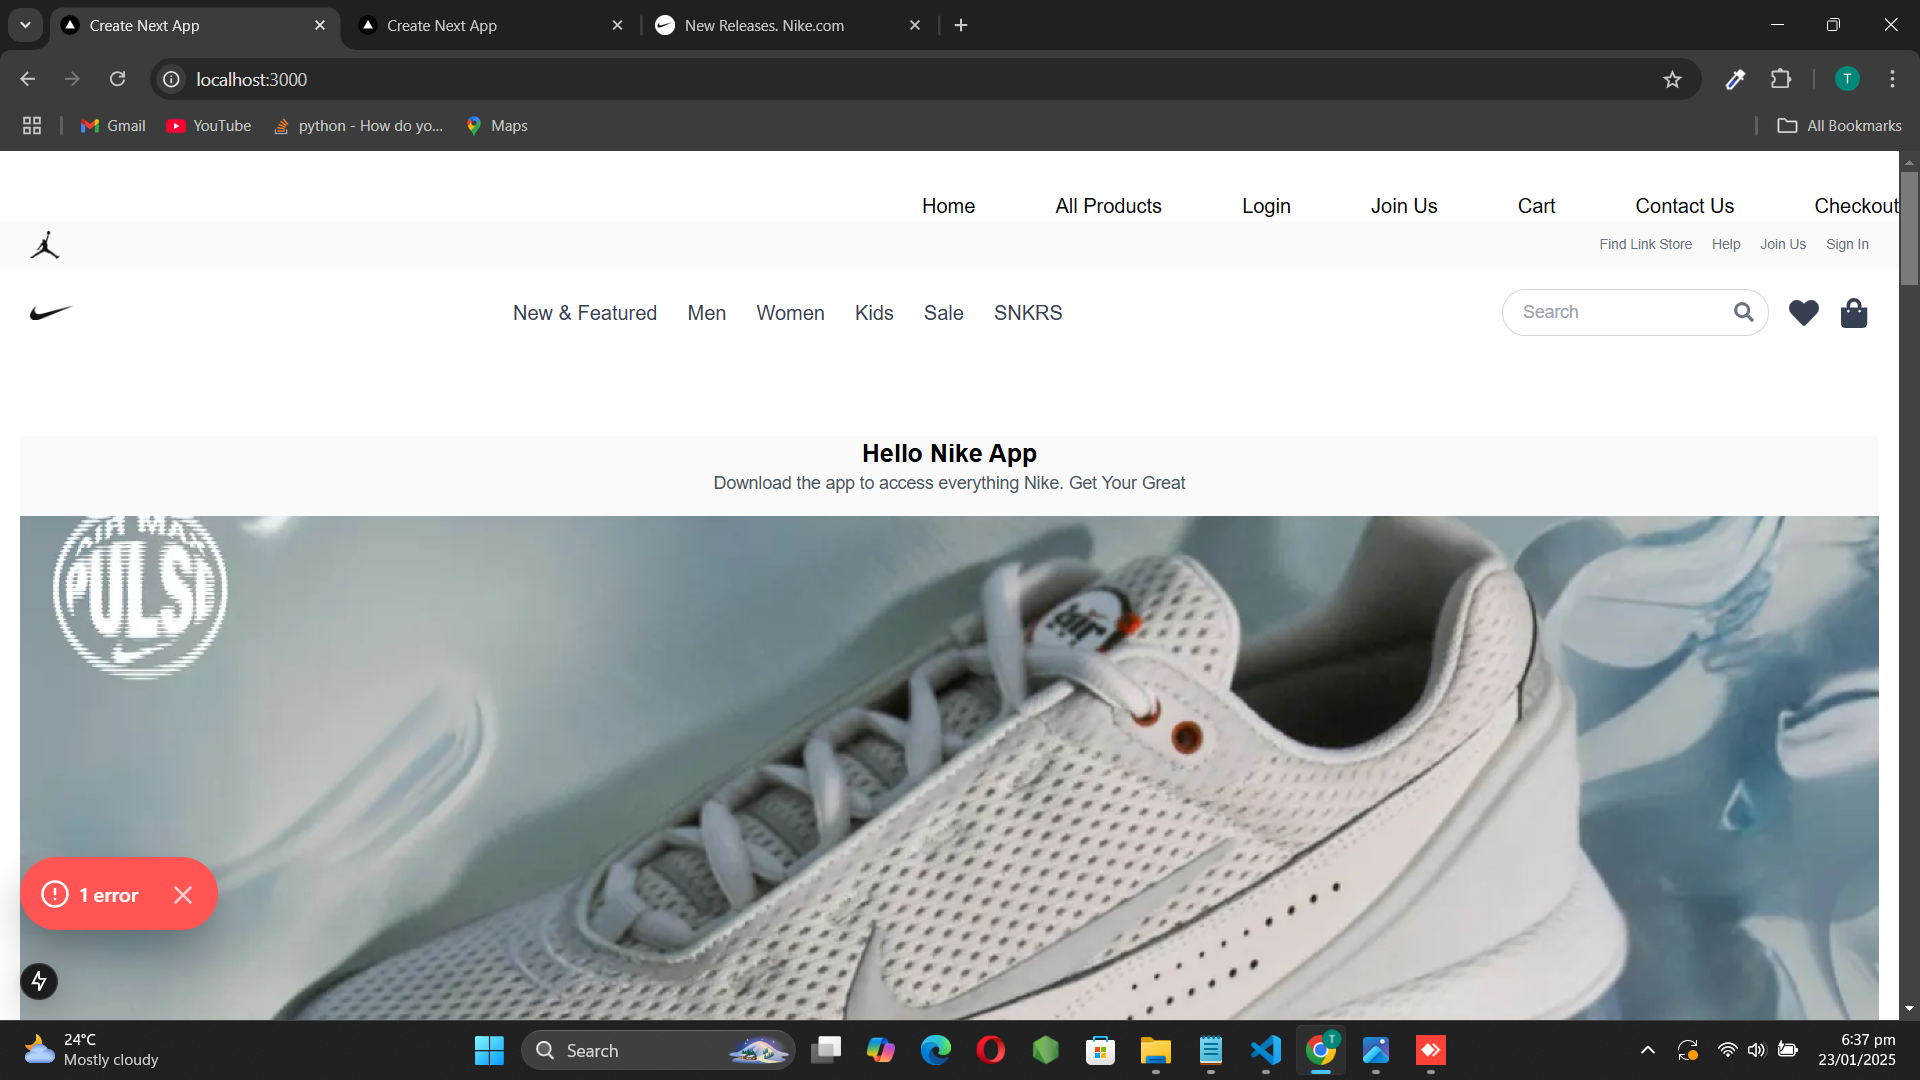 Create Next App
Create Next App
New Releases. Nike.com
localhost:3000
T
Gmail
YouTube
python - How do yo...
Maps
All Bookmarks
Home
All Products
Login
Join Us
Cart
Contact Us
Checkout
Find Link Store
Help
Join Us
Sign In
New & Featured
Men
Women
Kids
Sale
SNKRS
Search
Hello Nike App
Download the app to access everything Nike. Get Your Great
PULSE
air
1 error
24°C
Mostly cloudy
Search
T
6:37 pm
23/01/2025